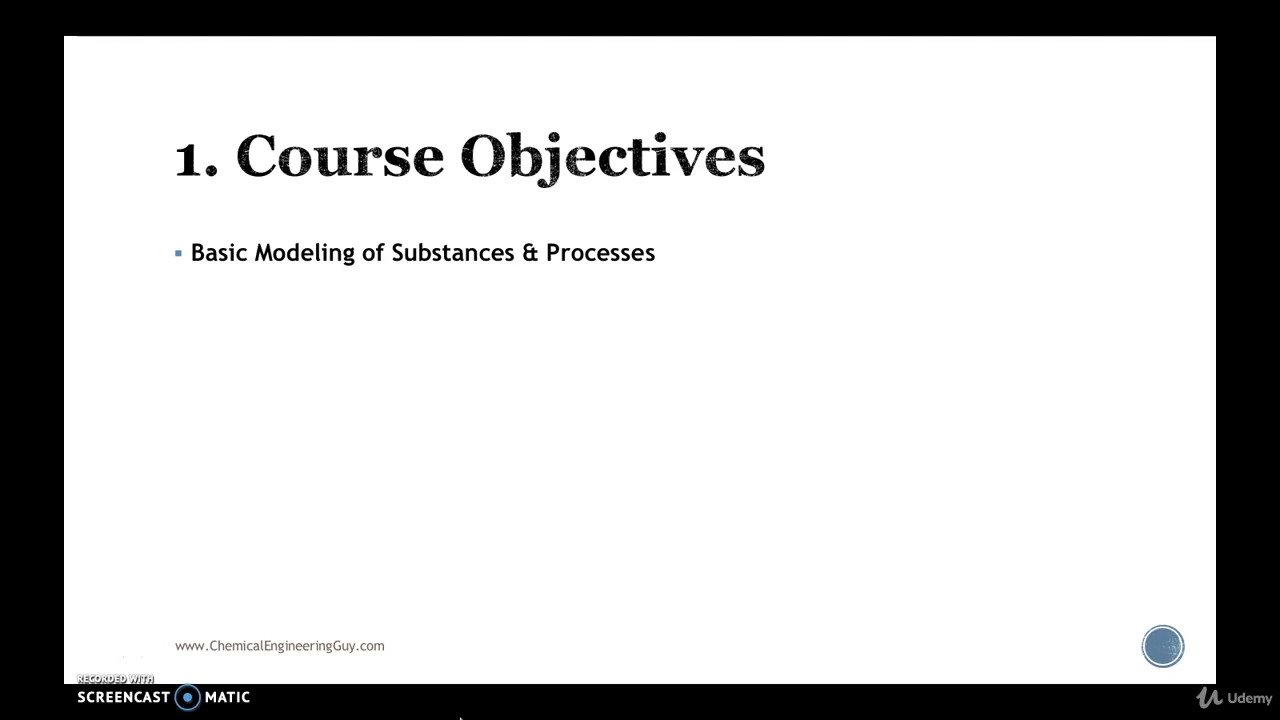 1. Course Objectives
Basic Modeling of Substances & Processes
www.ChemicalEngineeringGuy.com
RECORDED WITH
SCREENCAST MATIC
Udemy